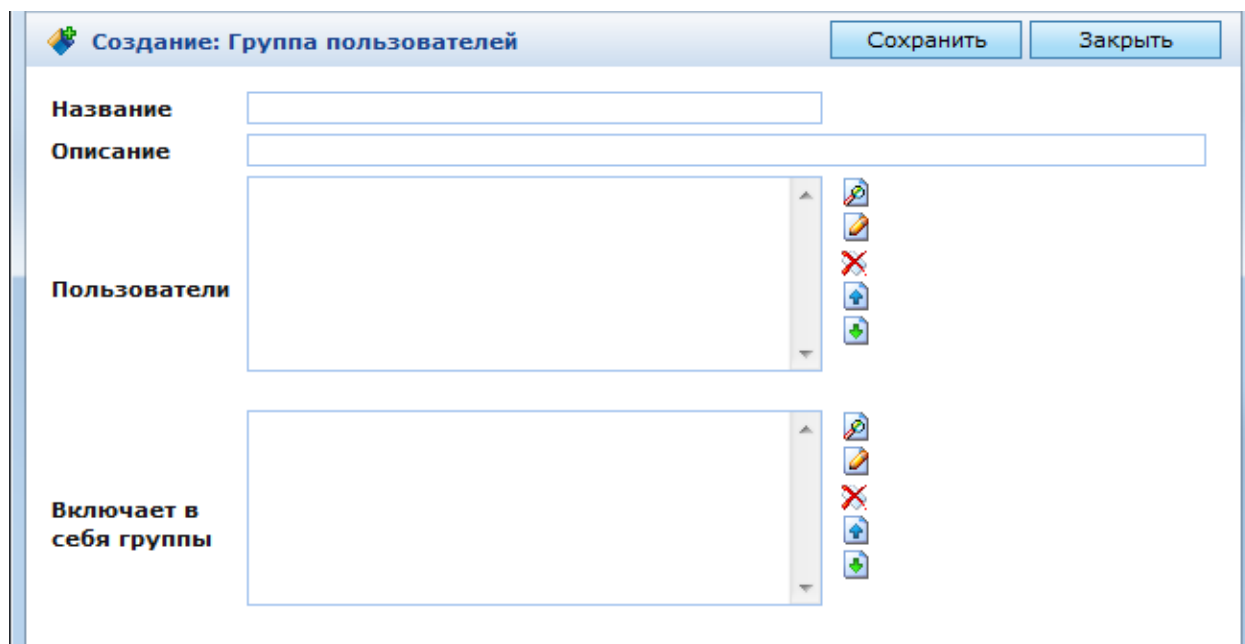 Создание: Группа пользователей
Сохранить
Закрыть
Название
Описание
Пользователи
Включает в
себя группы